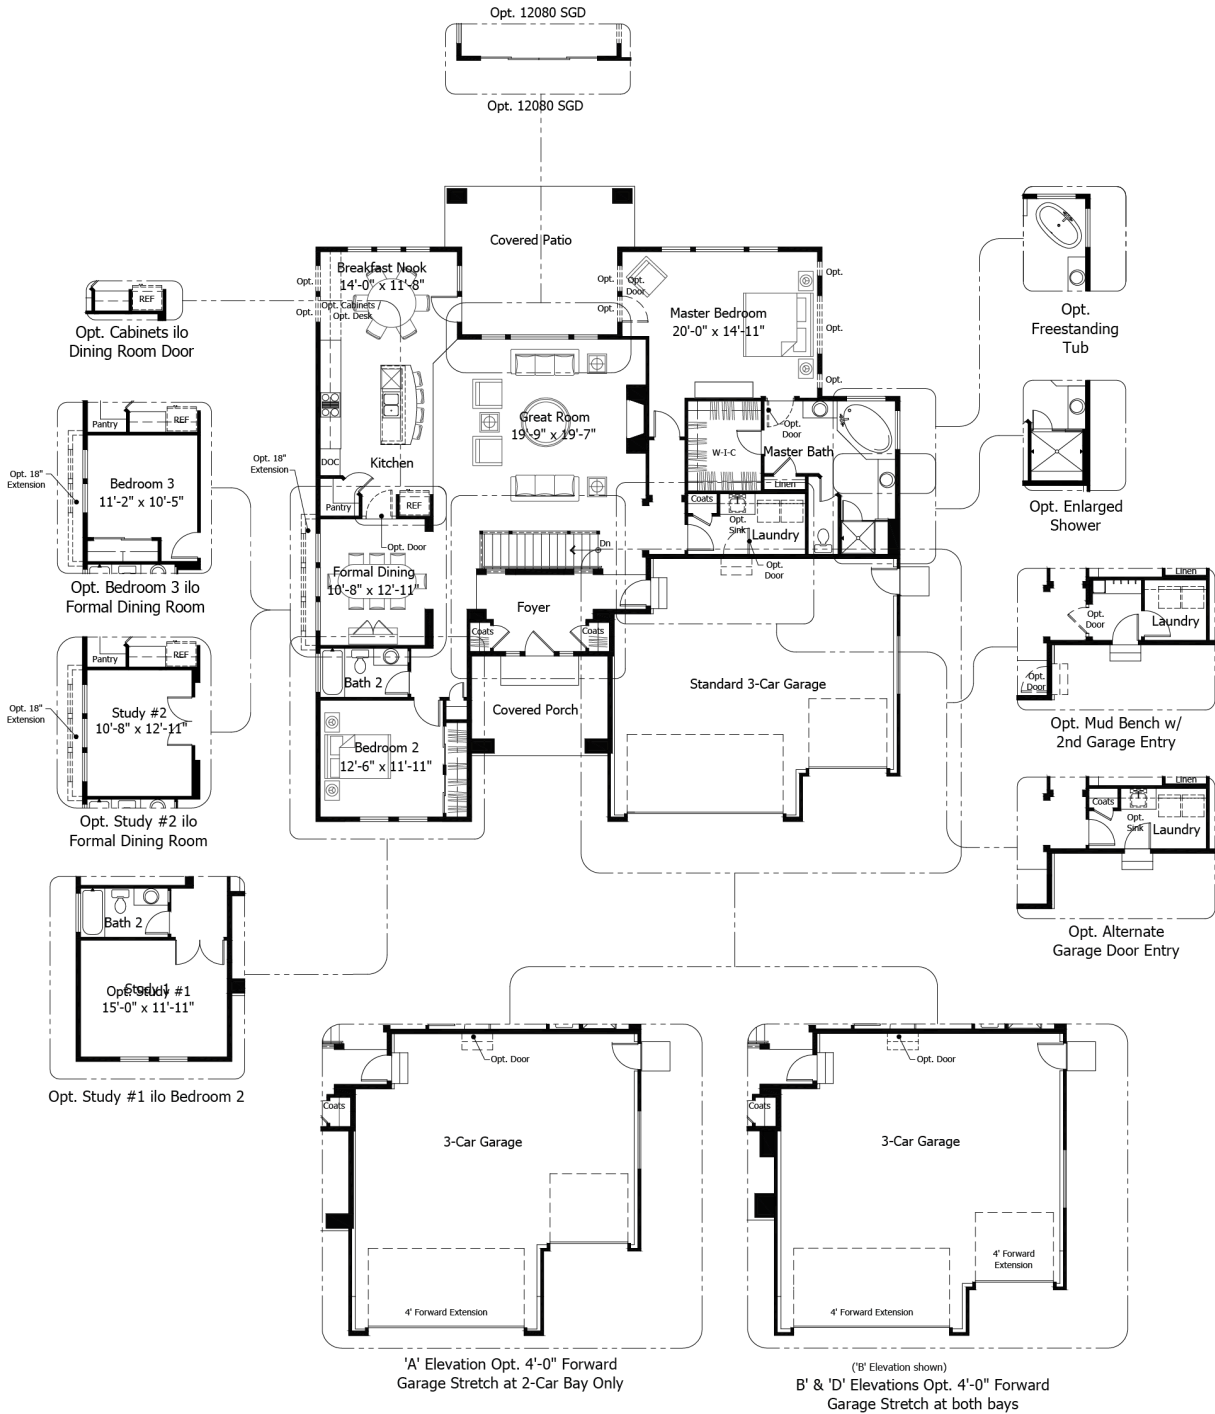 Opt. 12080 SGD
Opt. 12080 SGD
Covered Patio
Breakfast Nook
14'-0" x 11'-8"
Opt.
Opt.
Opt. Cabinets
Opt. Desk
Opt.
Opt.
Opt.
Door
Master Bedroom
20'-0" x 14'-11"
Opt.
Opt.
Opt.
REF
Opt. Cabinets ilo
Dining Room Door
Opt.
Freestanding
Tub
Great Room
19'-9" x 19'-7"
Opt.
Door
Master Bath
W-I-C
Linen
DOC
Kitchen
Pantry
REF
Opt. 18"
Extension
Opt. Door
Coats
Opt.
Sink
Laundry
Opt.
Door
Dn
Formal Dining
10'-8" x 12'-11"
Foyer
Coats
Coats
Bath 2
Covered Porch
Bedroom 2
12'-6" x 11'-11"
Standard 3-Car Garage
Pantry
REF
Opt. 18"
Extension
Bedroom 3
11'-2" x 10'-5"
Opt. Bedroom 3 ilo
Formal Dining Room
Pantry
REF
Opt. 18"
Extension
Study #2
10'-8" x 12'-11"
Opt. Study #2 ilo
Formal Dining Room
Opt. Enlarged
Shower
Linen
Opt.
Door
Laundry
Opt.
Door
Opt. Mud Bench w/
2nd Garage Entry
Linen
Coats
Opt.
Sink
Laundry
Opt. Alternate
Garage Door Entry
Bath 2
Opt. Study #1
15'-0" x 11'-11"
Opt. Study #1 ilo Bedroom 2
Opt. Door
Coats
3-Car Garage
4' Forward Extension
'A' Elevation Opt. 4'-0" Forward
Garage Stretch at 2-Car Bay Only
Opt. Door
Coats
3-Car Garage
4' Forward
Extension
4' Forward Extension
('B' Elevation shown)
B' & 'D' Elevations Opt. 4'-0" Forward
Garage Stretch at both bays